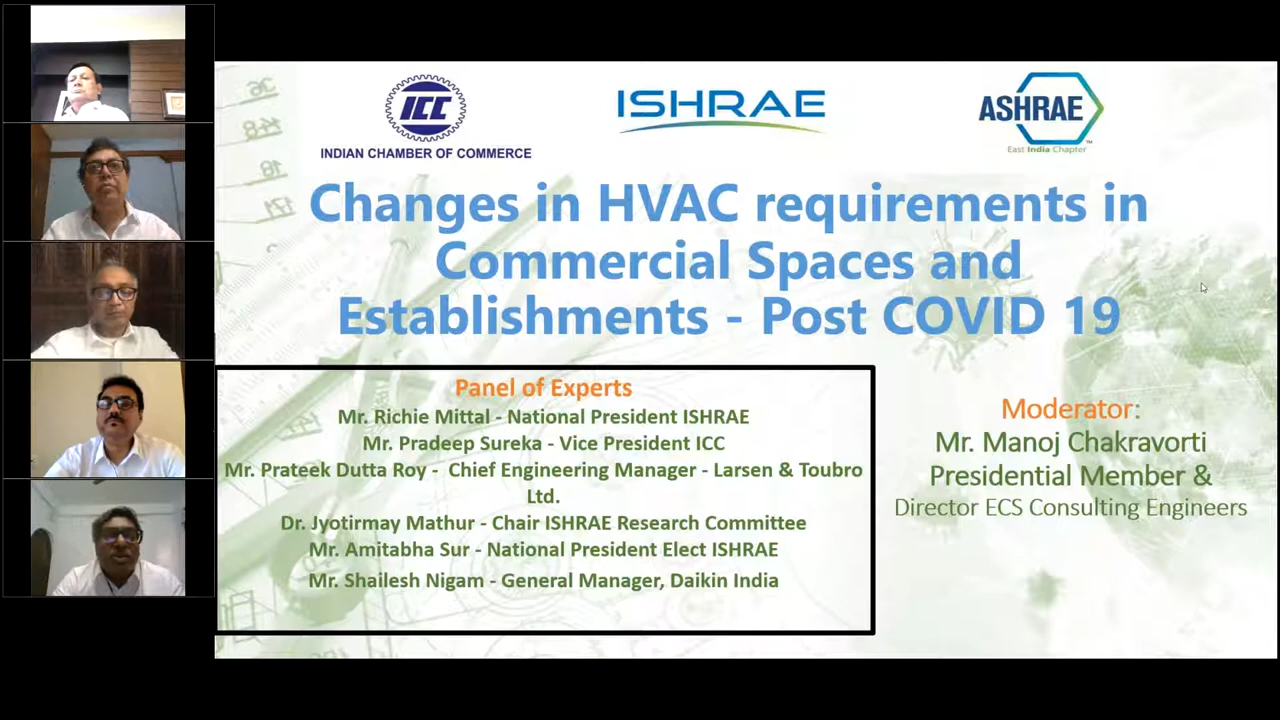 ICC
INDIAN CHAMBER OF COMMERCE
ISHRAE
ASHRAE
East India Chapter
Changes in HVAC requirements in
Commercial Spaces and
Establishments - Post COVID 19
Panel of Experts
Mr. Richie Mittal - National President ISHRAE
Mr. Pradeep Sureka - Vice President ICC
Mr. Prateek Dutta Roy - Chief Engineering Manager - Larsen & Toubro
Ltd.
Dr. Jyotirmay Mathur - Chair ISHRAE Research Committee
Mr. Amitabha Sur - National President Elect ISHRAE
Mr. Shailesh Nigam - General Manager, Daikin India
Moderator:
Mr. Manoj Chakravorti
Presidential Member &
Director ECS Consulting Engineers